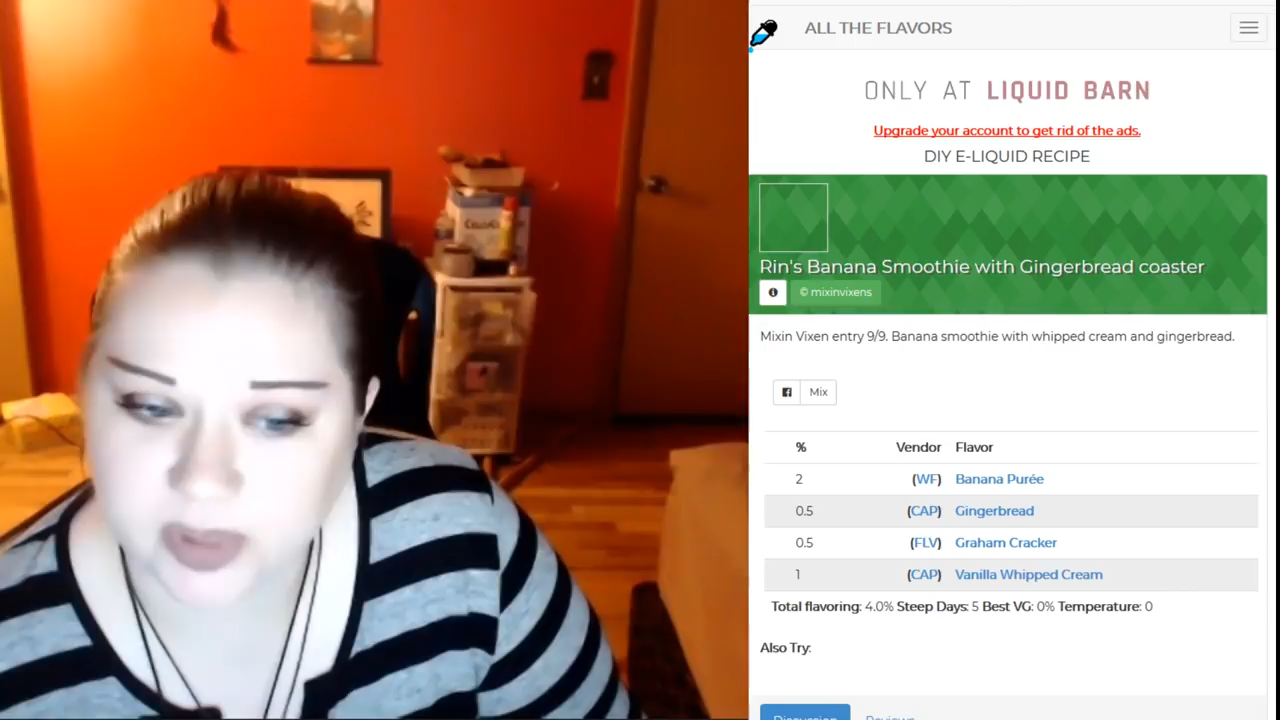 ALL THE FLAVORS
ONLY AT LIQUID BARN
Upgrade your account to get rid of the ads.
DIY E-LIQUID RECIPE
Rin's Banana Smoothie with Gingerbread coaster
© mixinvixens
Mixin Vixen entry 9/9. Banana smoothie with whipped cream and gingerbread.
Mix
% Vendor Flavor
2 (WF) Banana Purée
0.5 (CAP) Gingerbread
0.5 (FLV) Graham Cracker
1 (CAP) Vanilla Whipped Cream
Total flavoring: 4.0% Steep Days: 5 Best VG: 0% Temperature: 0
Also Try:
Discussion Reviews